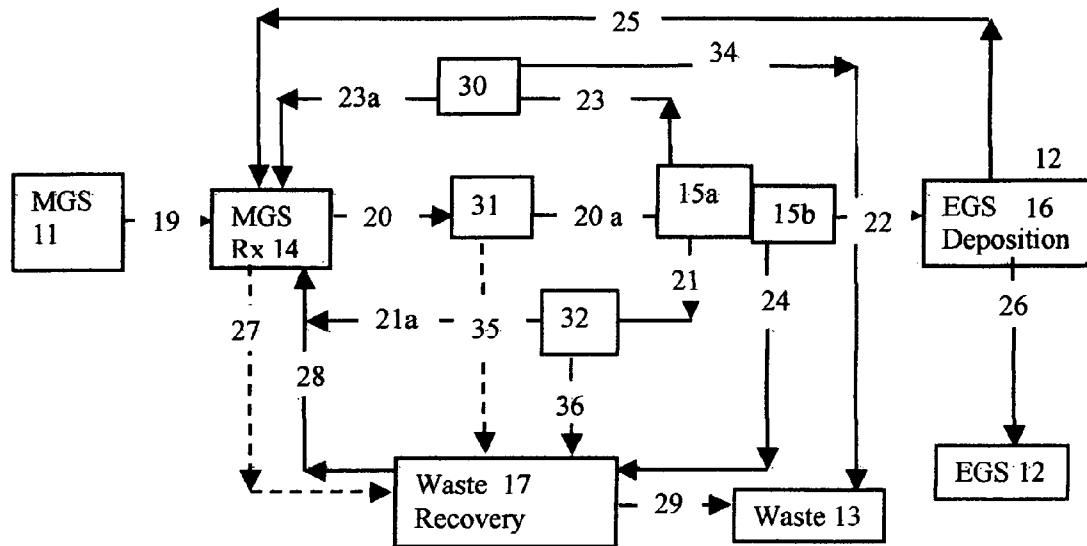 25
34
23a
30
23
12
MGS
11
19
MGS
Rx 14
20
31
20 a
15a
15b
22
EGS 16
Deposition
21
24
26
27
21a
32
35
28
36
Waste 17
Recovery
29
Waste 13
EGS 12